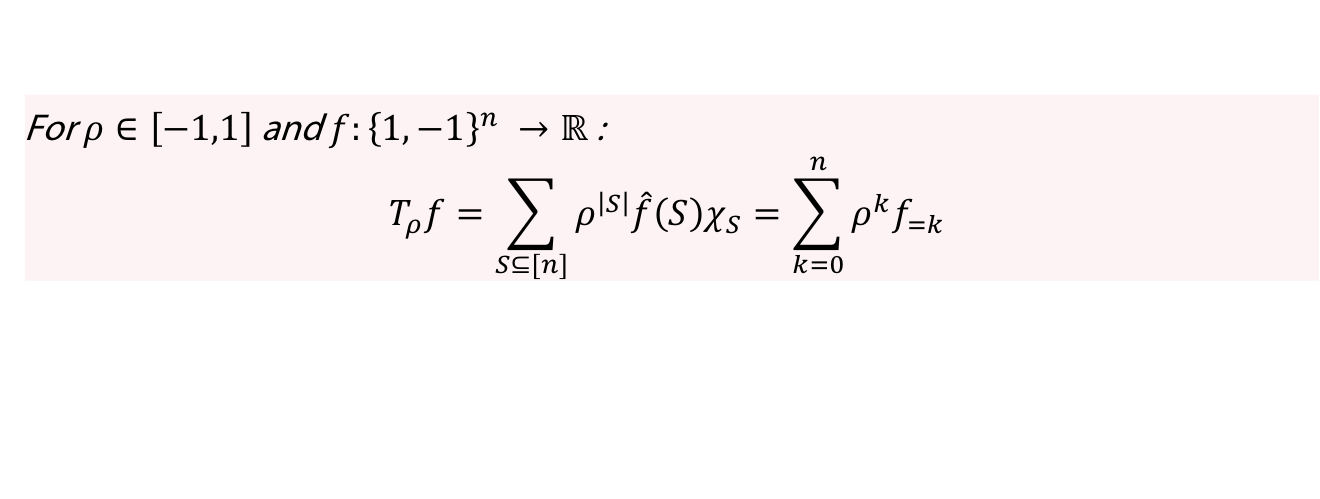 For ρ ∈ [−1,1] and f: {1, −1}ⁿ → ℝ :
T_ρ f = ∑_{S⊆[n]} ρ^{|S|} f̂(S)χ_S = ∑_{k=0}^{n} ρ^k f_{=k}